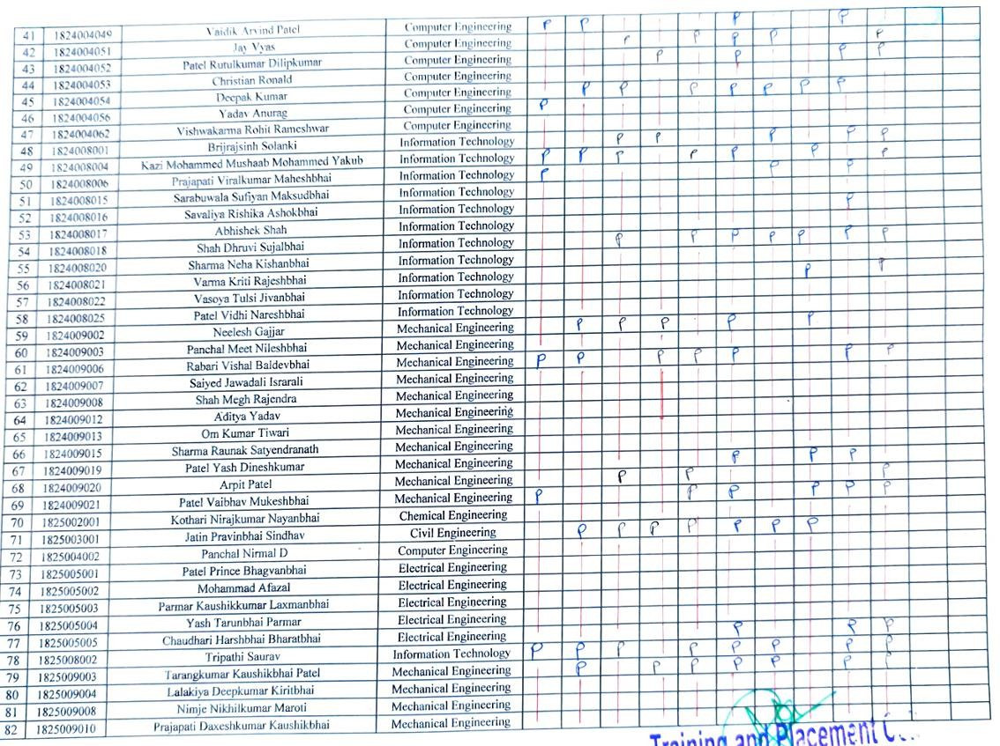 41 1824004049 Vaidik Arvind Patel Computer Engineering P P P P
42 1824004051 Jay Vyas Computer Engineering P P P P P
43 1824004052 Patel Rutulkumar Dilipkumar Computer Engineering P P P P
44 1824004053 Christian Ronald Computer Engineering
45 1824004054 Deepak Kumar Computer Engineering P P P P P P P
46 1824004056 Yadav Anurag Computer Engineering P
47 1824004062 Vishwakarma Rohit Rameshwar Computer Engineering
48 1824008001 Brijrajsinh Solanki Information Technology P P P P P
49 1824008004 Kazi Mohammed Mushaab Mohammed Yakub Information Technology P P P P P P P
50 1824008006 Prajapati Viralkumar Maheshbhai Information Technology P P P
51 1824008015 Sarabuwala Sufiyan Maksudbhai Information Technology
52 1824008016 Savaliya Rishika Ashokbhai Information Technology P
53 1824008017 Abhishek Shah Information Technology
54 1824008018 Shah Dhruvi Sujalbhai Information Technology P P P P P P P
55 1824008020 Sharma Neha Kishanbhai Information Technology
56 1824008021 Varma Kriti Rajeshbhai Information Technology P P
57 1824008022 Vasoya Tulsi Jivanbhai Information Technology
58 1824008025 Patel Vidhi Nareshbhai Information Technology
59 1824009002 Neelesh Gajjar Mechanical Engineering P P P P P
60 1824009003 Panchal Meet Nileshbhai Mechanical Engineering
61 1824009006 Rabari Vishal Baldevbhai Mechanical Engineering P P P P P P P
62 1824009007 Saiyed Jawadali Israrali Mechanical Engineering
63 1824009008 Shah Megh Rajendra Mechanical Engineering
64 1824009012 Aditya Yadav Mechanical Engineering
65 1824009013 Om Kumar Tiwari Mechanical Engineering
66 1824009015 Sharma Raunak Satyendranath Mechanical Engineering
67 1824009019 Patel Yash Dineshkumar Mechanical Engineering P P P
68 1824009020 Arpit Patel Mechanical Engineering P P P
69 1824009021 Patel Vaibhav Mukeshbhai Mechanical Engineering P P P P P P
70 1825002001 Kothari Nirajkumar Nayanbhai Chemical Engineering
71 1825003001 Jatin Pravinbhai Sindhav Civil Engineering P P P P P P P
72 1825004002 Panchal Nirmal D Computer Engineering
73 1825005001 Patel Prince Bhagvanbhai Electrical Engineering
74 1825005002 Mohammad Afazal Electrical Engineering
75 1825005003 Parmar Kaushikkumar Laxmanbhai Electrical Engineering
76 1825005004 Yash Tarunbhai Parmar Electrical Engineering
77 1825005005 Chaudhari Harshbhai Bharatbhai Electrical Engineering P P P
78 1825008002 Tripathi Saurav Information Technology P P P P P P P P
79 1825009003 Tarangkumar Kaushikbhai Patel Mechanical Engineering P P P P P P P
80 1825009004 Lalakiya Deepkumar Kiritbhai Mechanical Engineering
81 1825009008 Nimje Nikhilkumar Maroti Mechanical Engineering
82 1825009010 Prajapati Daxeshkumar Kaushikbhai Mechanical Engineering
Training and Placement